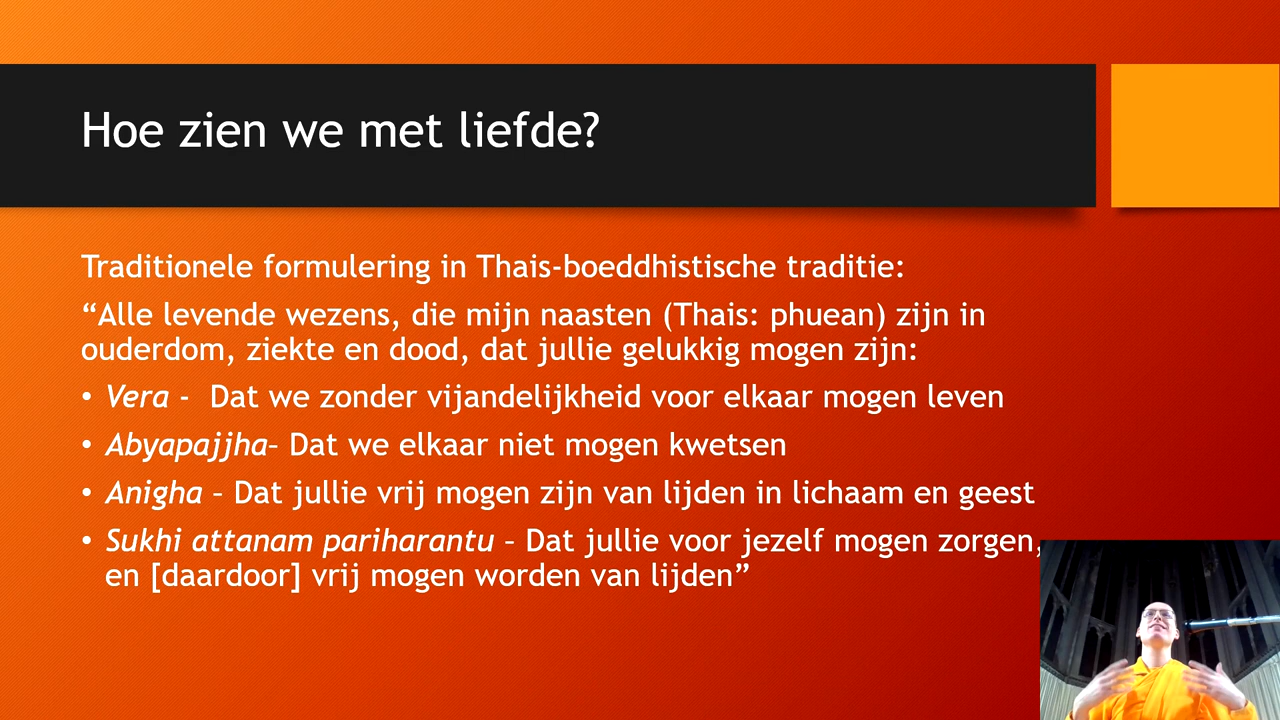 Hoe zien we met liefde?
Traditionele formulering in Thais-boeddhistische traditie:
“Alle levende wezens, die mijn naasten (Thais: phuean) zijn in
ouderdom, ziekte en dood, dat jullie gelukkig mogen zijn:
• Vera - Dat we zonder vijandelijkheid voor elkaar mogen leven
• Abyapajjha– Dat we elkaar niet mogen kwetsen
• Anigha – Dat jullie vrij mogen zijn van lijden in lichaam en geest
• Sukhi attanam pariharantu – Dat jullie voor jezelf mogen zorgen,
en [daardoor] vrij mogen worden van lijden”